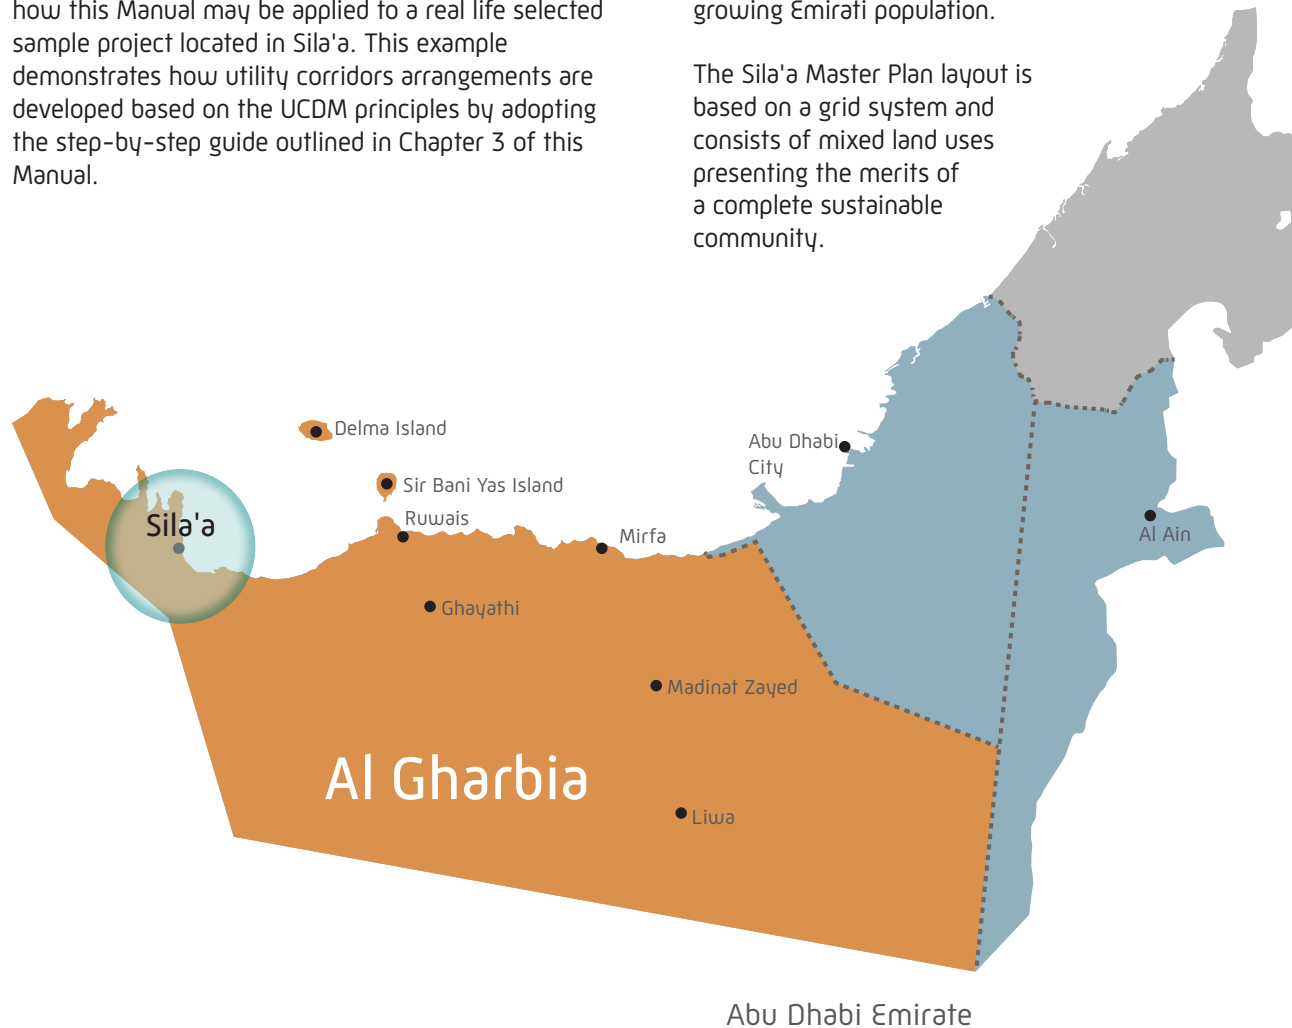 how this Manual may be applied to a real life selected
sample project located in Sila'a. This example
demonstrates how utility corridors arrangements are
developed based on the UCDM principles by adopting
the step-by-step guide outlined in Chapter 3 of this
Manual.
growing Emirati population.
The Sila'a Master Plan layout is
based on a grid system and
consists of mixed land uses
presenting the merits of
a complete sustainable
community.
Delma Island
Abu Dhabi
City
Sir Bani Yas Island
Ruwais
Sila'a
Mirfa
Al Ain
Ghayathi
Madinat Zayed
Al Gharbia
Liwa
Abu Dhabi Emirate